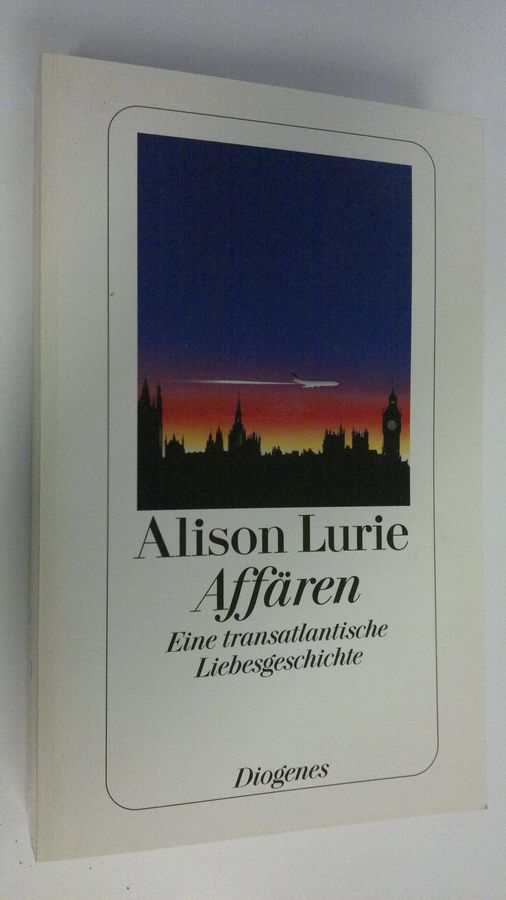 Alison Lurie
Affären
Eine transatlantische
Liebesgeschichte
Diogenes